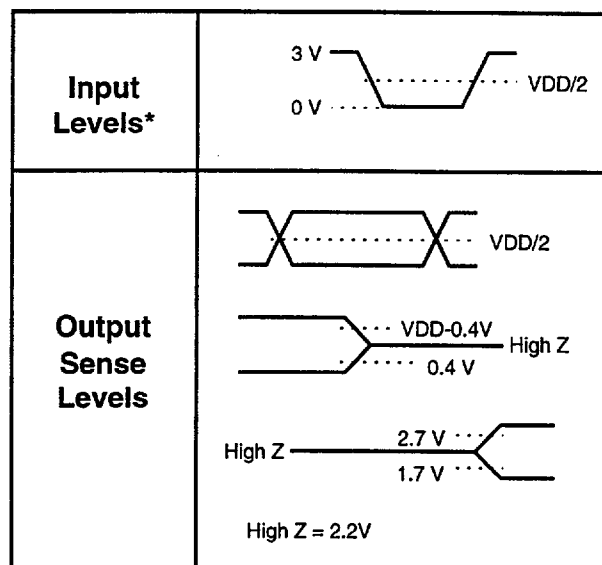 Input
Levels*
3 V
VDD/2
0 V
Output
Sense
Levels
VDD/2
VDD-0.4V
High Z
0.4 V
2.7 V
High Z
1.7 V
High Z = 2.2V